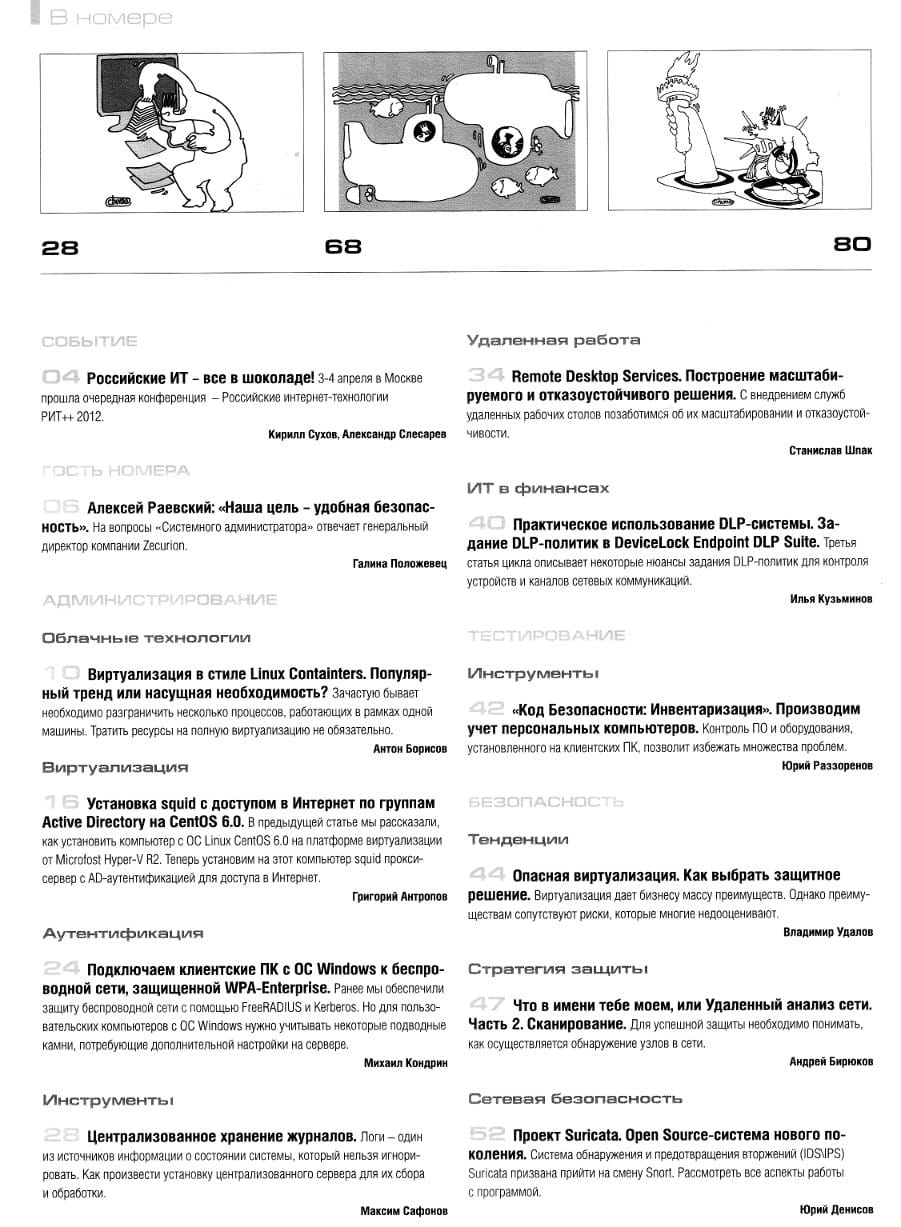 В номере
28
68
80
СОБЫТИЕ
04 Российские ИТ – все в шоколаде! 3-4 апреля в Москве
прошла очередная конференция – Российские интернет-технологии
РИТ++ 2012.
Кирилл Сухов, Александр Слесарев
ГОСТЬ НОМЕРА
06 Алексей Раевский: «Наша цель – удобная безопас-
ность». На вопросы «Системного администратора» отвечает генеральный
директор компании Zecurion.
Галина Положевец
АДМИНИСТРИРОВАНИЕ
Облачные технологии
10 Виртуализация в стиле Linux Containters. Популяр-
ный тренд или насущная необходимость? Зачастую бывает
необходимо разграничить несколько процессов, работающих в рамках одной
машины. Тратить ресурсы на полную виртуализацию не обязательно.
Антон Борисов
Виртуализация
16 Установка squid с доступом в Интернет по группам
Active Directory на CentOS 6.0. В предыдущей статье мы рассказали,
как установить компьютер с ОС Linux CentOS 6.0 на платформе виртуализации
от Microfost Hyper-V R2. Теперь установим на этот компьютер squid прокси-
сервер с AD-аутентификацией для доступа в Интернет.
Григорий Антропов
Аутентификация
24 Подключаем клиентские ПК с ОС Windows к беспро-
водной сети, защищенной WPA-Enterprise. Ранее мы обеспечили
защиту беспроводной сети с помощью FreeRADIUS и Kerberos. Но для пользо-
вательских компьютеров с ОС Windows нужно учитывать некоторые подводные
камни, потребующие дополнительной настройки на сервере.
Михаил Кондрин
Инструменты
28 Централизованное хранение журналов. Логи – один
из источников информации о состоянии системы, который нельзя игнори-
ровать. Как произвести установку централизованного сервера для их сбора
и обработки.
Максим Сафонов
Удаленная работа
34 Remote Desktop Services. Построение масштаби-
руемого и отказоустойчивого решения. С внедрением служб
удаленных рабочих столов позаботимся об их масштабировании и отказоустой-
чивости.
Станислав Шпак
ИТ в финансах
40 Практическое использование DLP-системы. За-
дание DLP-политик в DeviceLock Endpoint DLP Suite. Третья
статья цикла описывает некоторые нюансы задания DLP-политик для контроля
устройств и каналов сетевых коммуникаций.
Илья Кузьминов
ТЕСТИРОВАНИЕ
Инструменты
42 «Код Безопасности: Инвентаризация». Производим
учет персональных компьютеров. Контроль ПО и оборудования,
установленного на клиентских ПК, позволит избежать множества проблем.
Юрий Раззоренов
БЕЗОПАСНОСТЬ
Тенденции
44 Опасная виртуализация. Как выбрать защитное
решение. Виртуализация дает бизнесу массу преимуществ. Однако преиму-
ществам сопутствуют риски, которые многие недооценивают.
Владимир Удалов
Стратегия защиты
47 Что в имени тебе моем, или Удаленный анализ сети.
Часть 2. Сканирование. Для успешной защиты необходимо понимать,
как осуществляется обнаружение узлов в сети.
Андрей Бирюков
Сетевая безопасность
52 Проект Suricata. Open Source-система нового по-
коления. Система обнаружения и предотвращения вторжений (IDS\IPS)
Suricata призвана прийти на смену Snort. Рассмотреть все аспекты работы
с программой.
Юрий Денисов